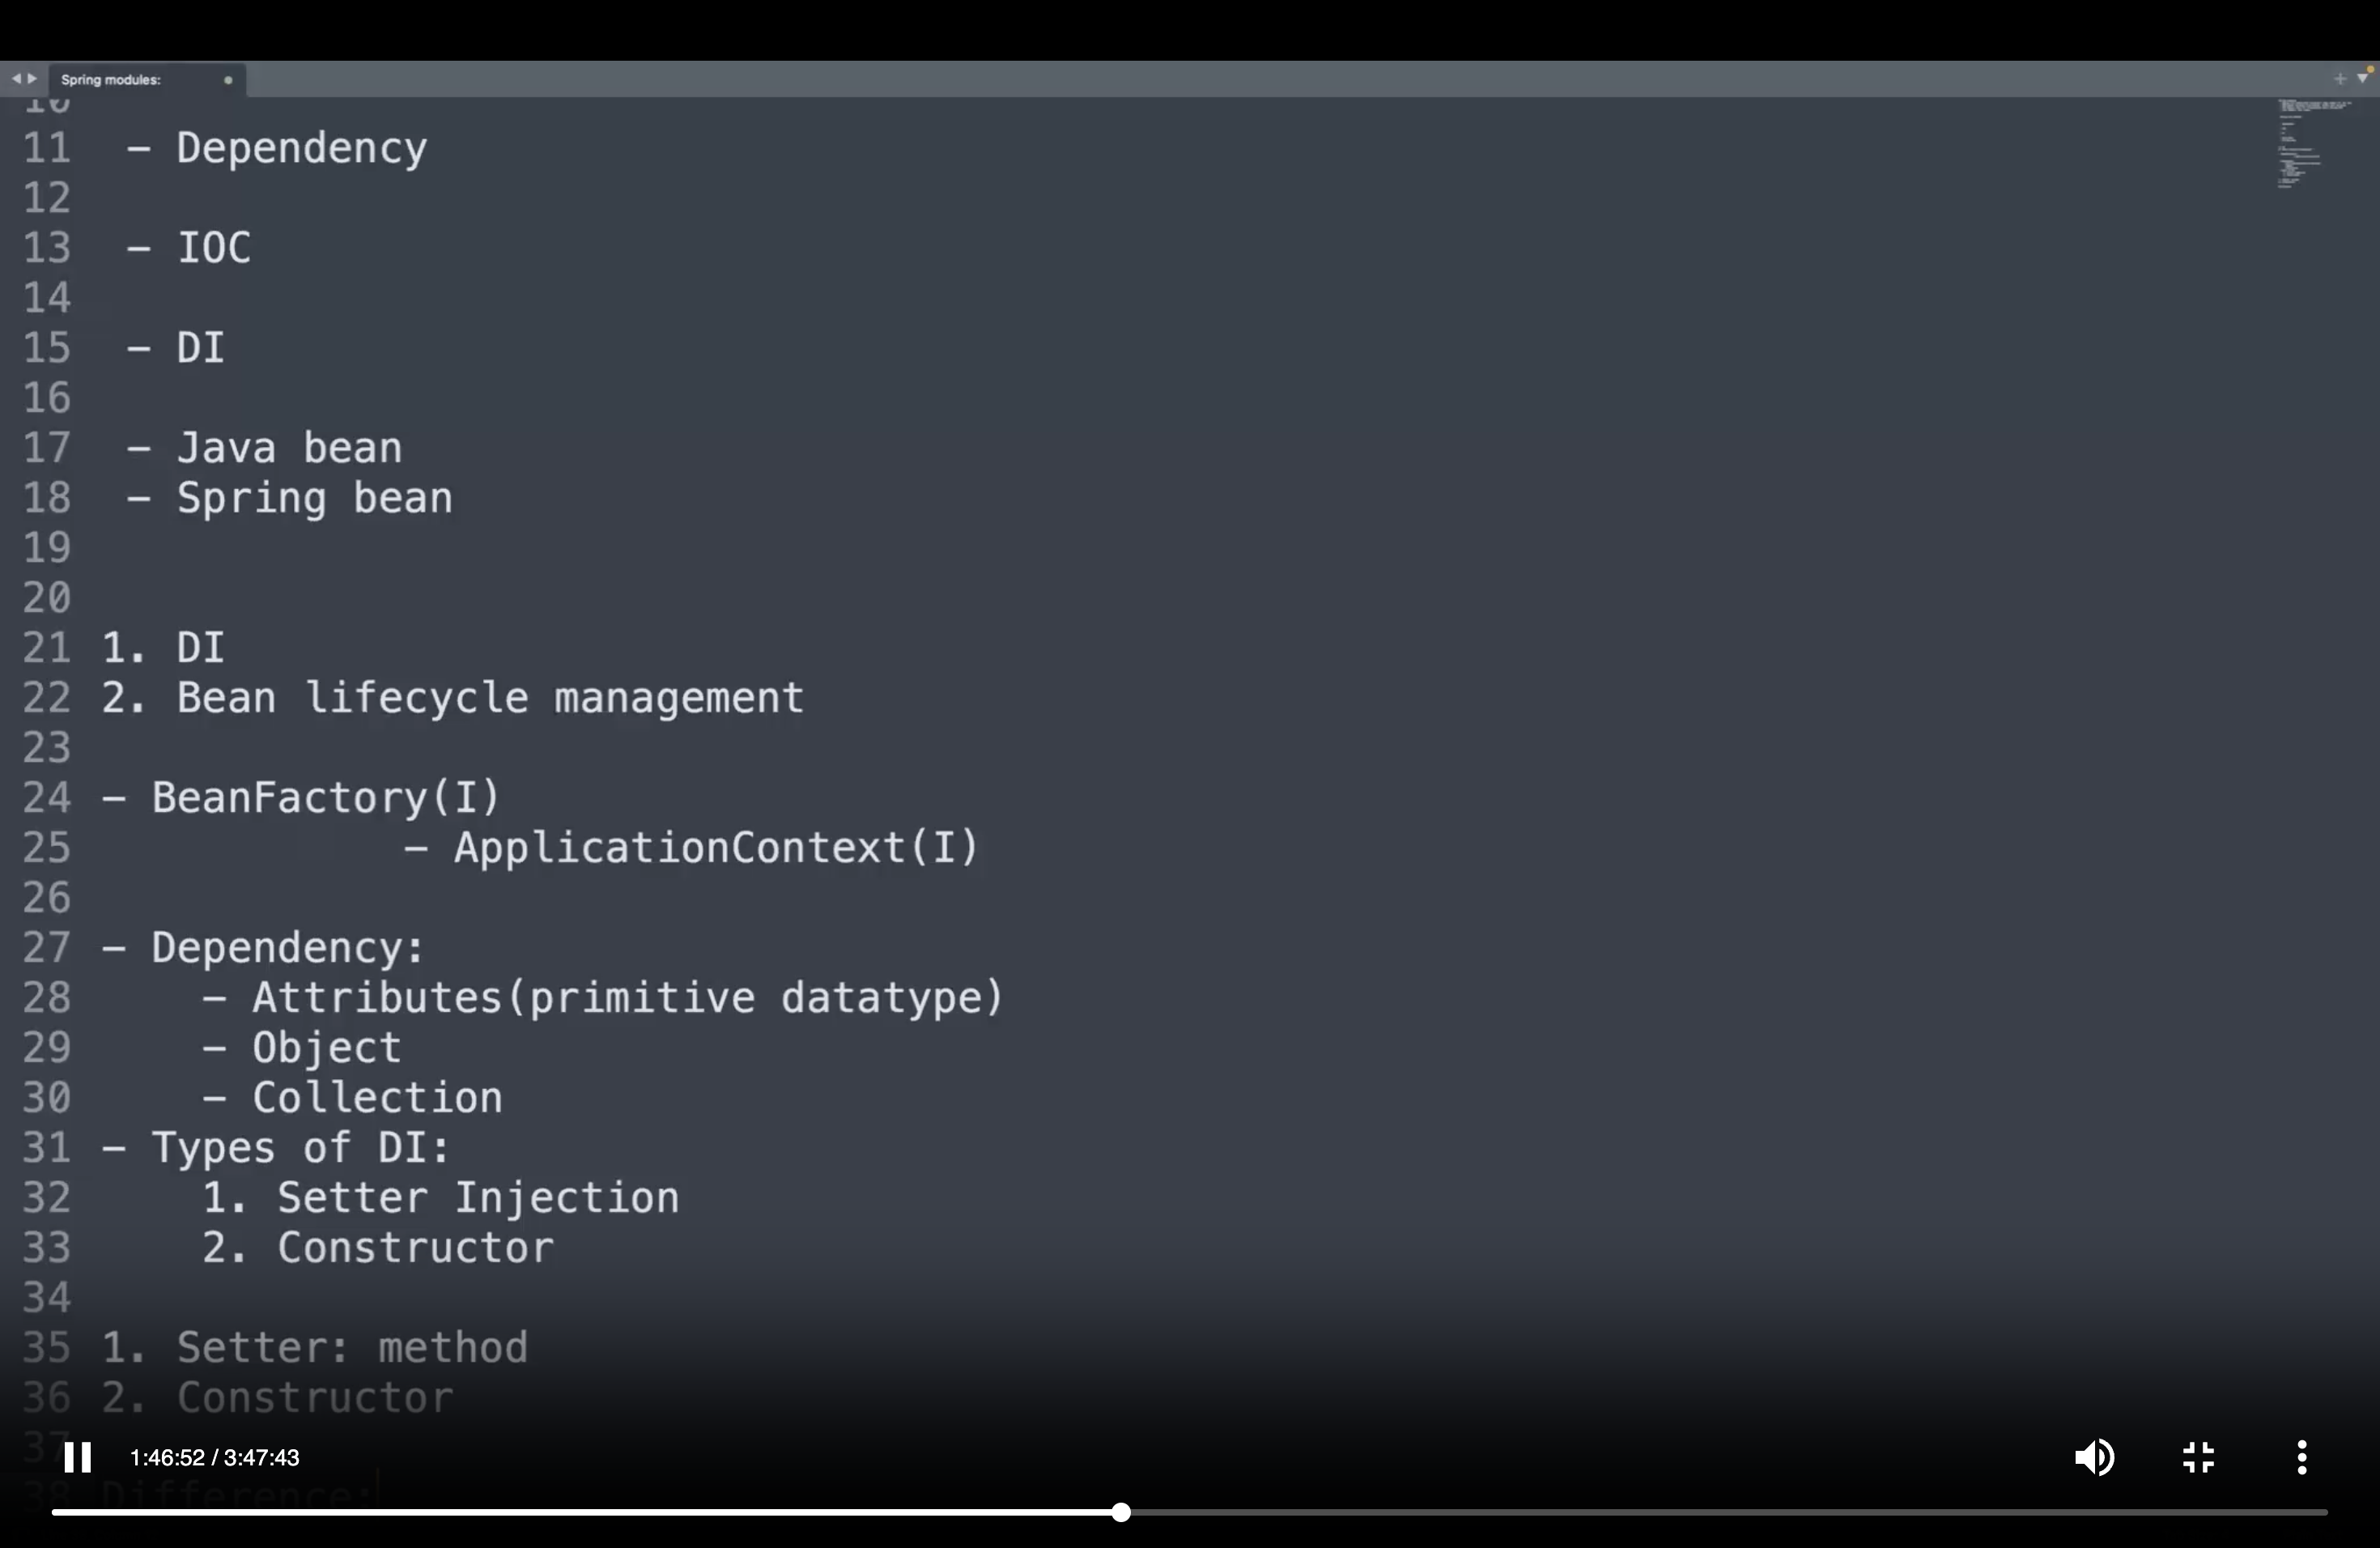 Spring modules:
10
11 - Dependency
12
13 - IOC
14
15 - DI
16
17 - Java bean
18 - Spring bean
19
20
21 1. DI
22 2. Bean lifecycle management
23
24 - BeanFactory(I)
25 - ApplicationContext(I)
26
27 - Dependency:
28 - Attributes(primitive datatype)
29 - Object
30 - Collection
31 - Types of DI:
32 1. Setter Injection
33 2. Constructor
34
35 1. Setter: method
36 2. Constructor
37
1:46:52 / 3:47:43
38 Difference: